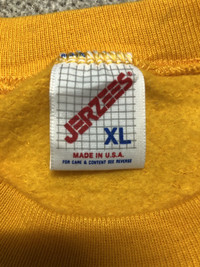 JERZEES®
XL
MADE IN U.S.A.
FOR CARE & CONTENT SEE REVERSE